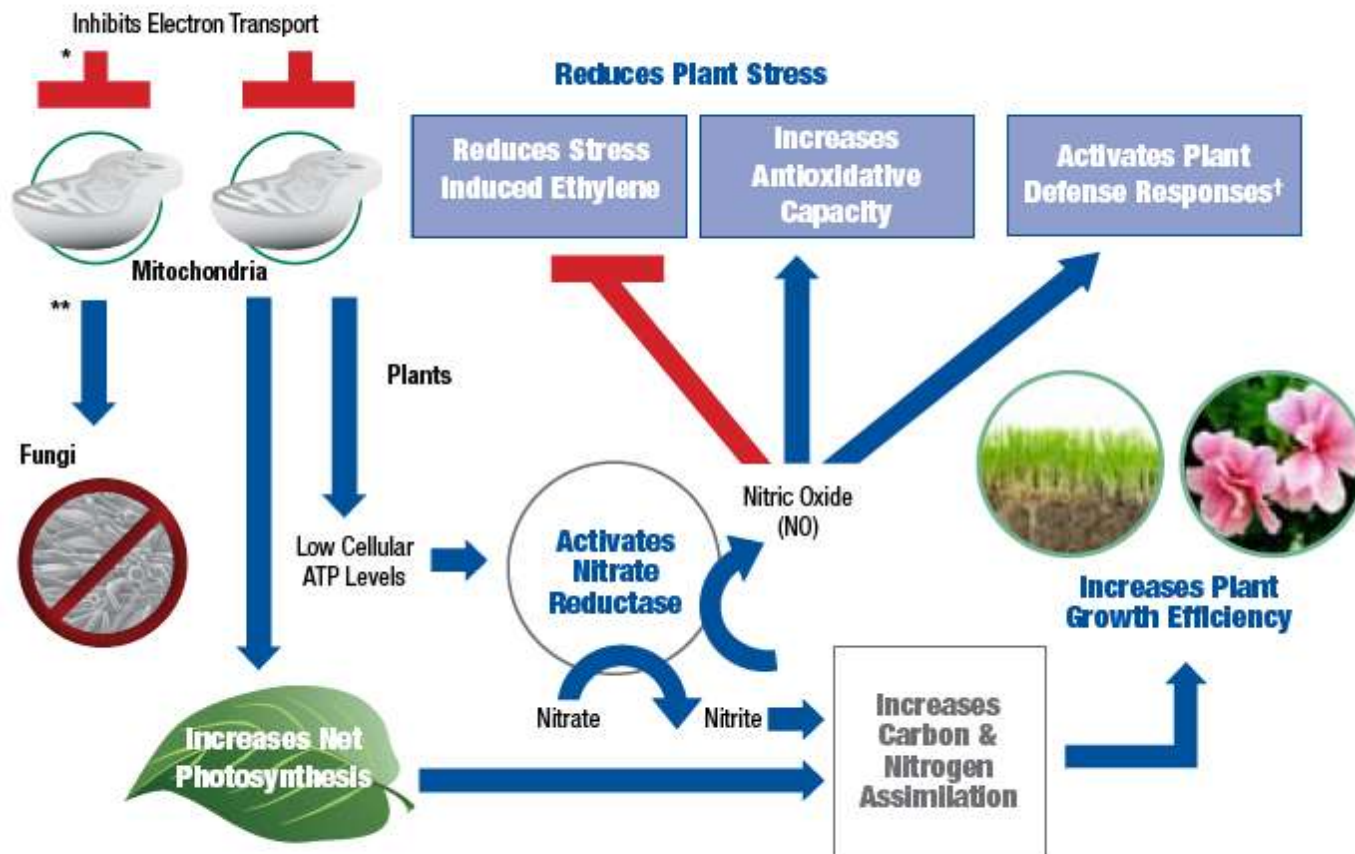 Inhibits Electron Transport
*
Reduces Plant Stress
Reduces Stress
Induced Ethylene
Increases
Antioxidative
Capacity
Activates Plant
Defense Responses†
Mitochondria
**
Plants
Fungi
Low Cellular
ATP Levels
Activates
Nitrate
Reductase
Nitric Oxide
(NO)
Increases Plant
Growth Efficiency
Nitrate
Nitrite
Increases
Carbon &
Nitrogen
Assimilation
Increases Net
Photosynthesis